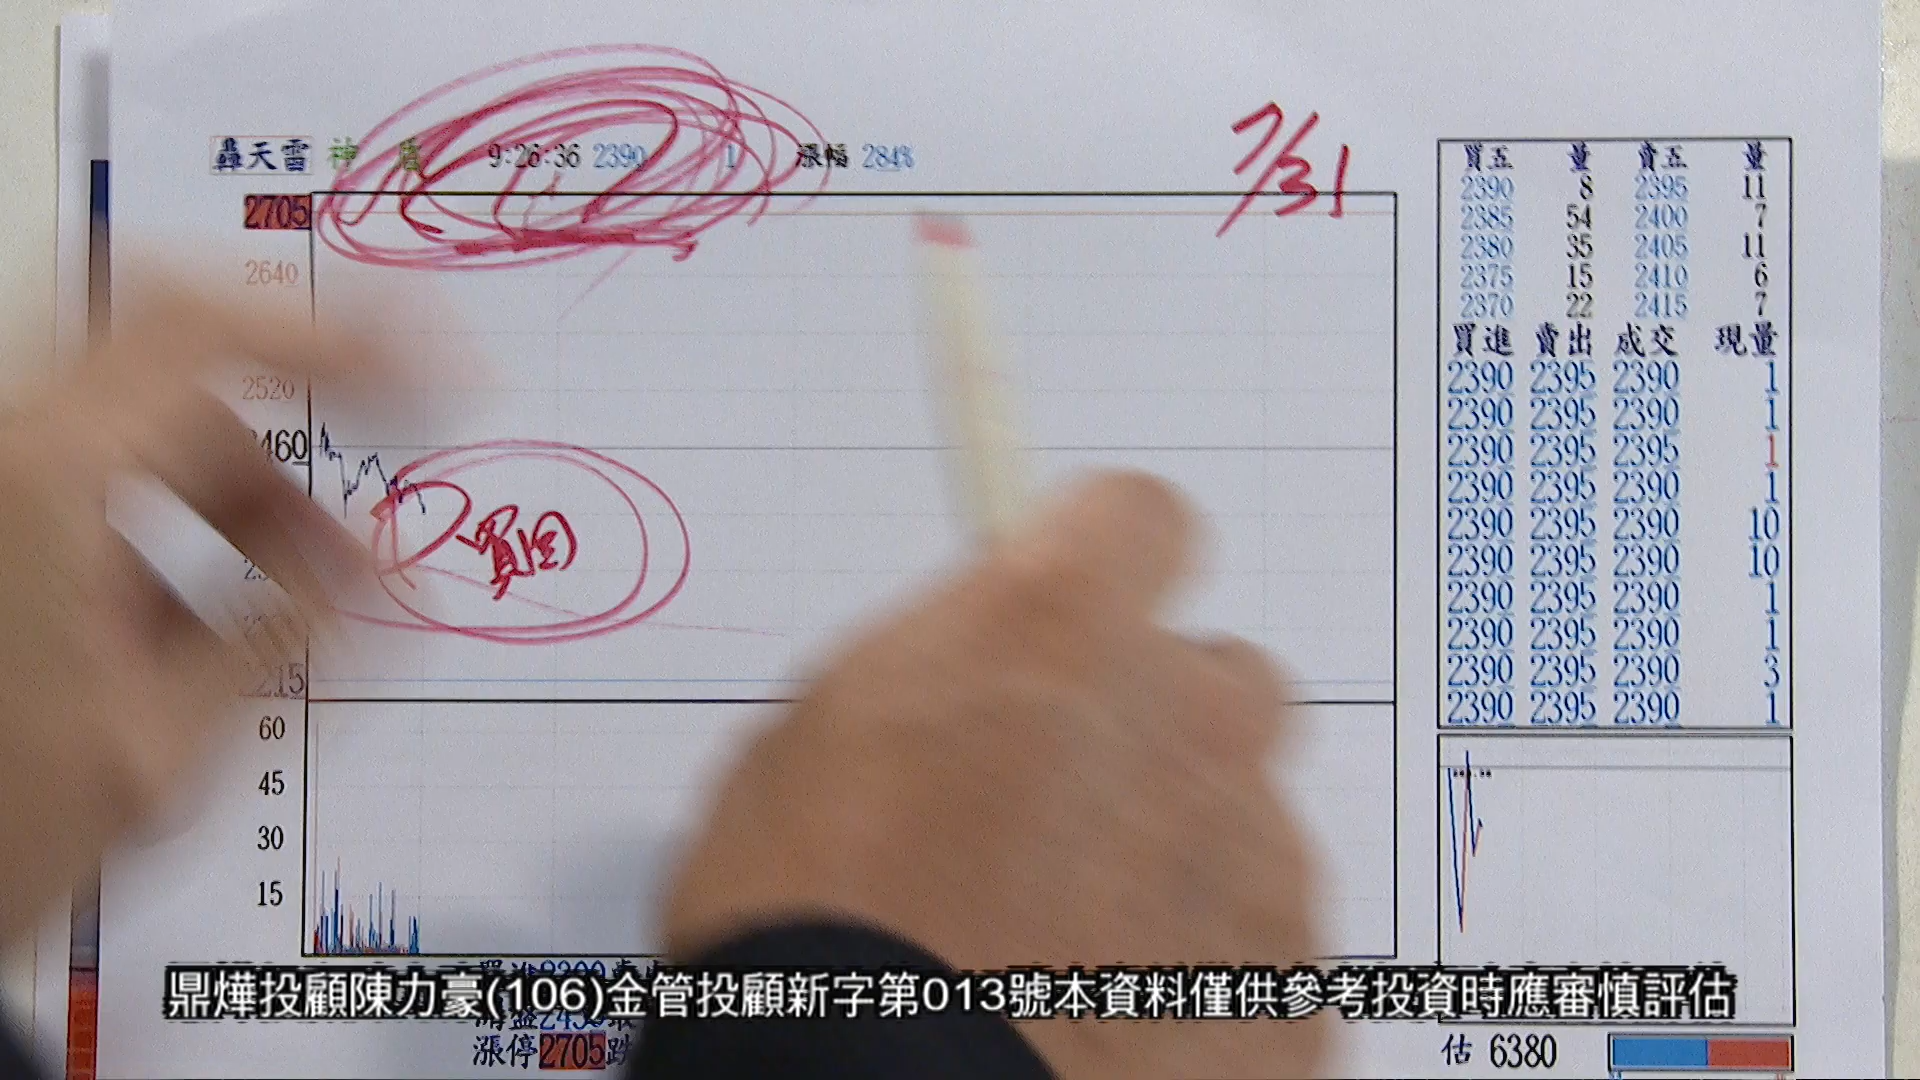 轟天雷 神盾 9:26:36 2390 1 漲幅 284%
7/31
2705
2640
2520
460
215
買回
60
45
30
15
買五 量 賣五 量
2390 8 2395 11
2385 54 2400 7
2380 35 2405 11
2375 15 2410 6
2370 22 2415 7
買進 賣出 成交 現量
2390 2395 2390 1
2390 2395 2390 1
2390 2395 2395 1
2390 2395 2390 1
2390 2395 2390 10
2390 2395 2390 10
2390 2395 2390 1
2390 2395 2390 1
2390 2395 2390 3
2390 2395 2390 1
鼎燁投顧陳力豪(106)金管投顧新字第013號本資料僅供參考投資時應審慎評估
漲停2705跌
估 6380